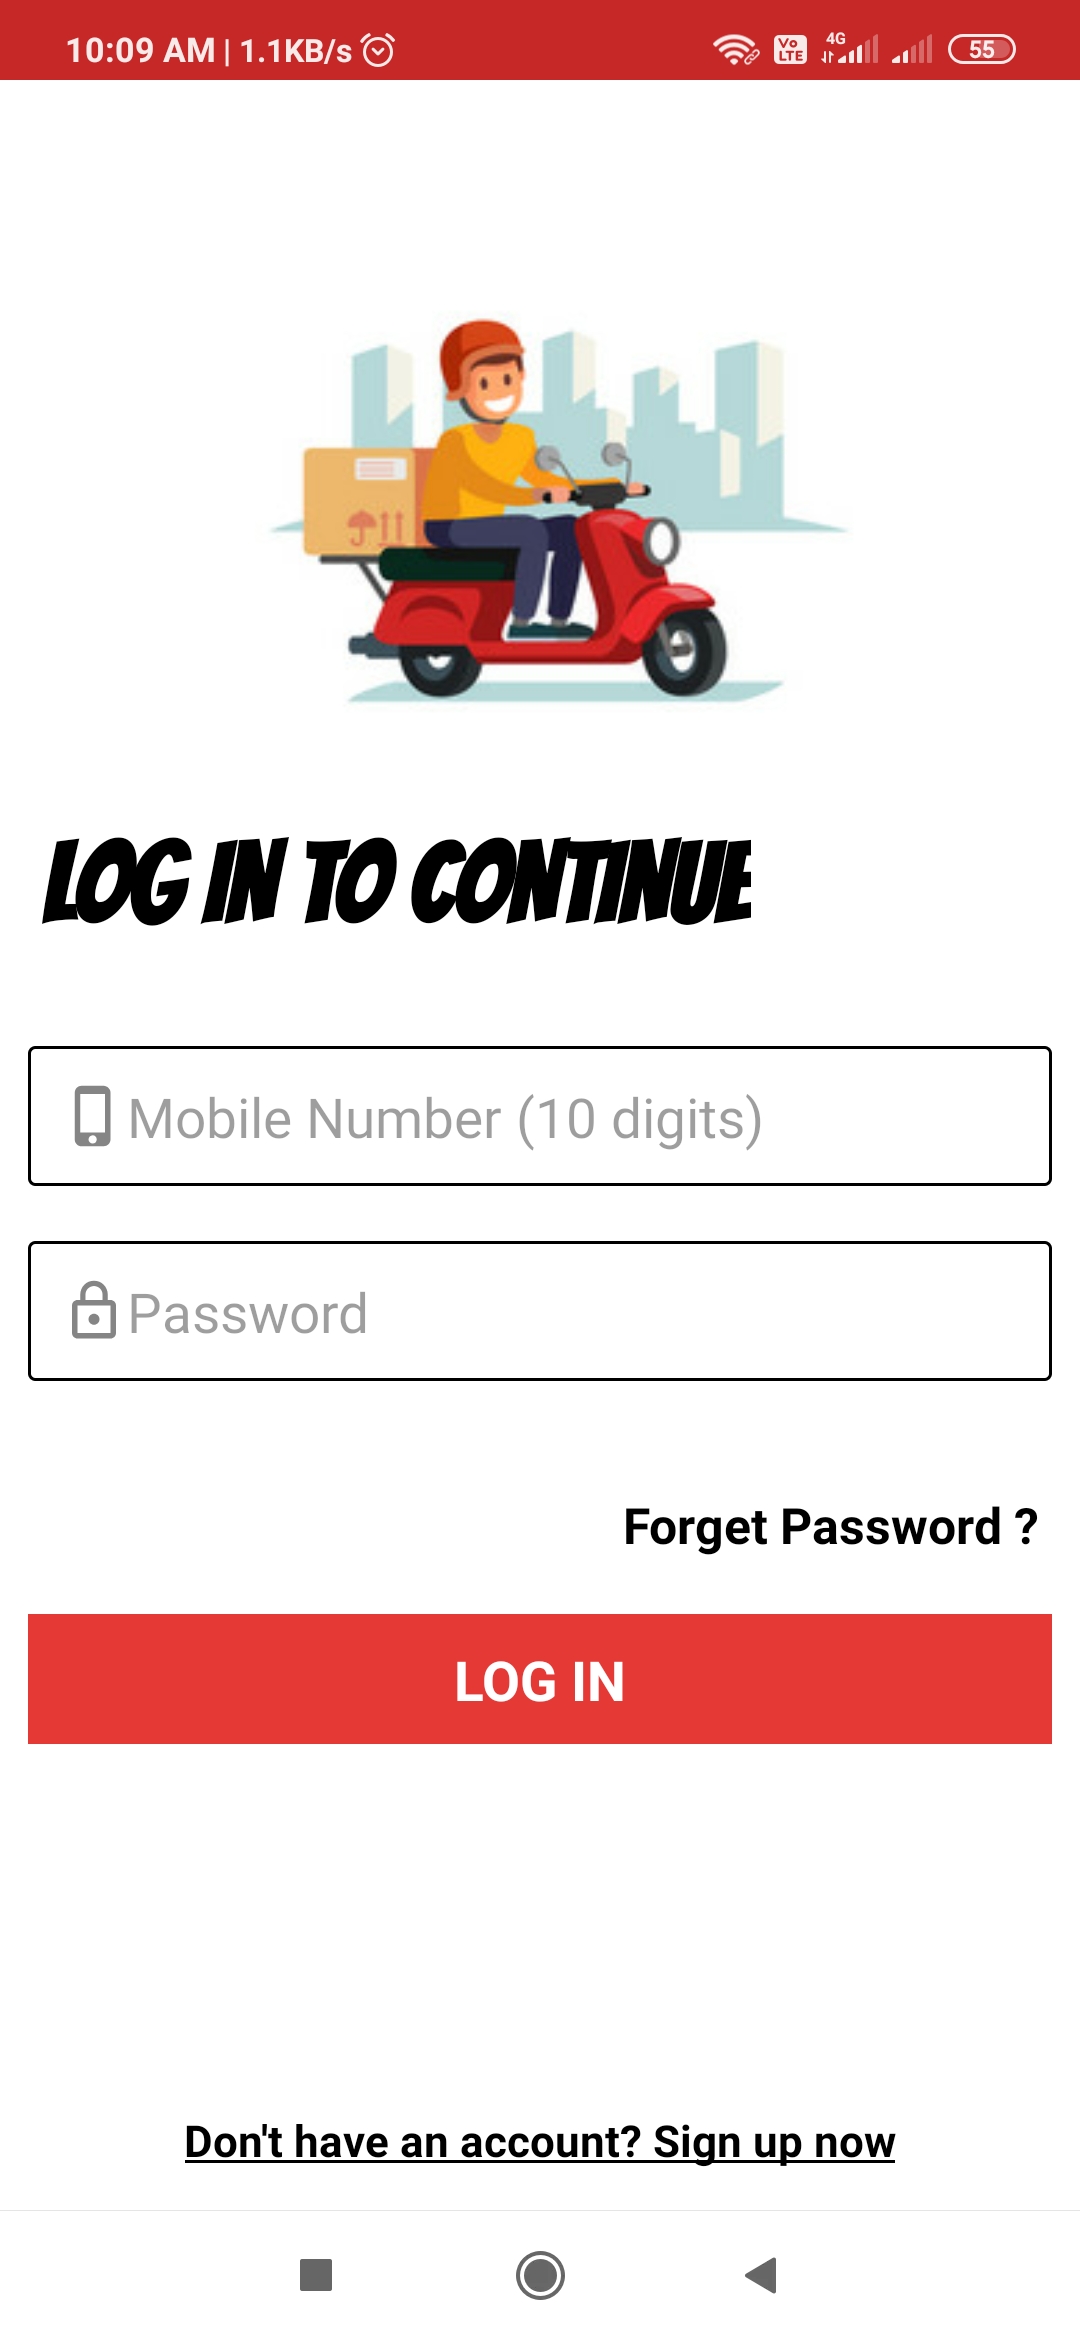 10:09 AM | 1.1KB/s Vo LTE 4G 55
LOG IN TO CONTINUE
Mobile Number (10 digits)
Password
Forget Password ?
LOG IN
Don't have an account? Sign up now